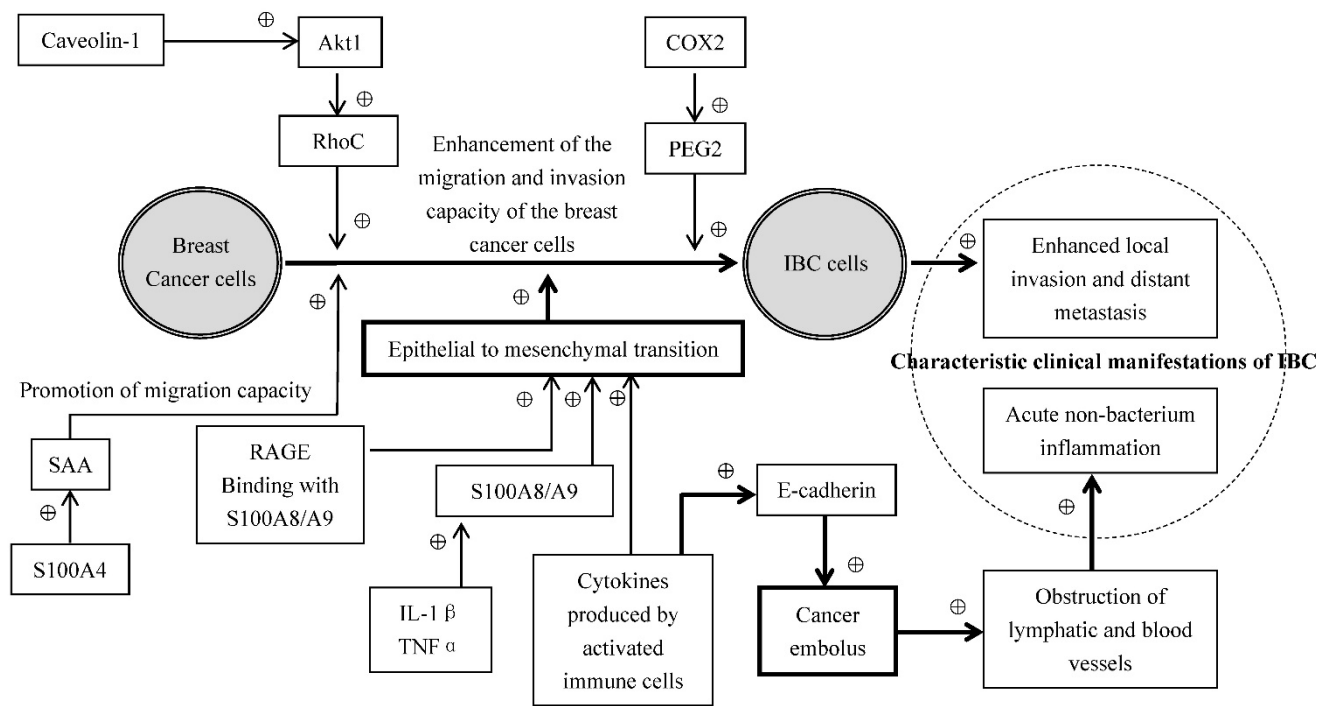 Caveolin-1
⊕
Akt1
⊕
RhoC
⊕
COX2
⊕
PEG2
⊕
Enhancement of the
migration and invasion
capacity of the breast
cancer cells
Breast
Cancer cells
IBC cells
⊕
Enhanced local
invasion and distant
metastasis
Characteristic clinical manifestations of IBC
Acute non-bacterium
inflammation
⊕
⊕
Epithelial to mesenchymal transition
⊕
Promotion of migration capacity
SAA
⊕
S100A4
RAGE
Binding with
S100A8/A9
⊕
⊕
⊕
S100A8/A9
⊕
IL-1 β
TNF α
Cytokines
produced by
activated
immune cells
⊕
E-cadherin
⊕
Cancer
embolus
⊕
Obstruction of
lymphatic and blood
vessels